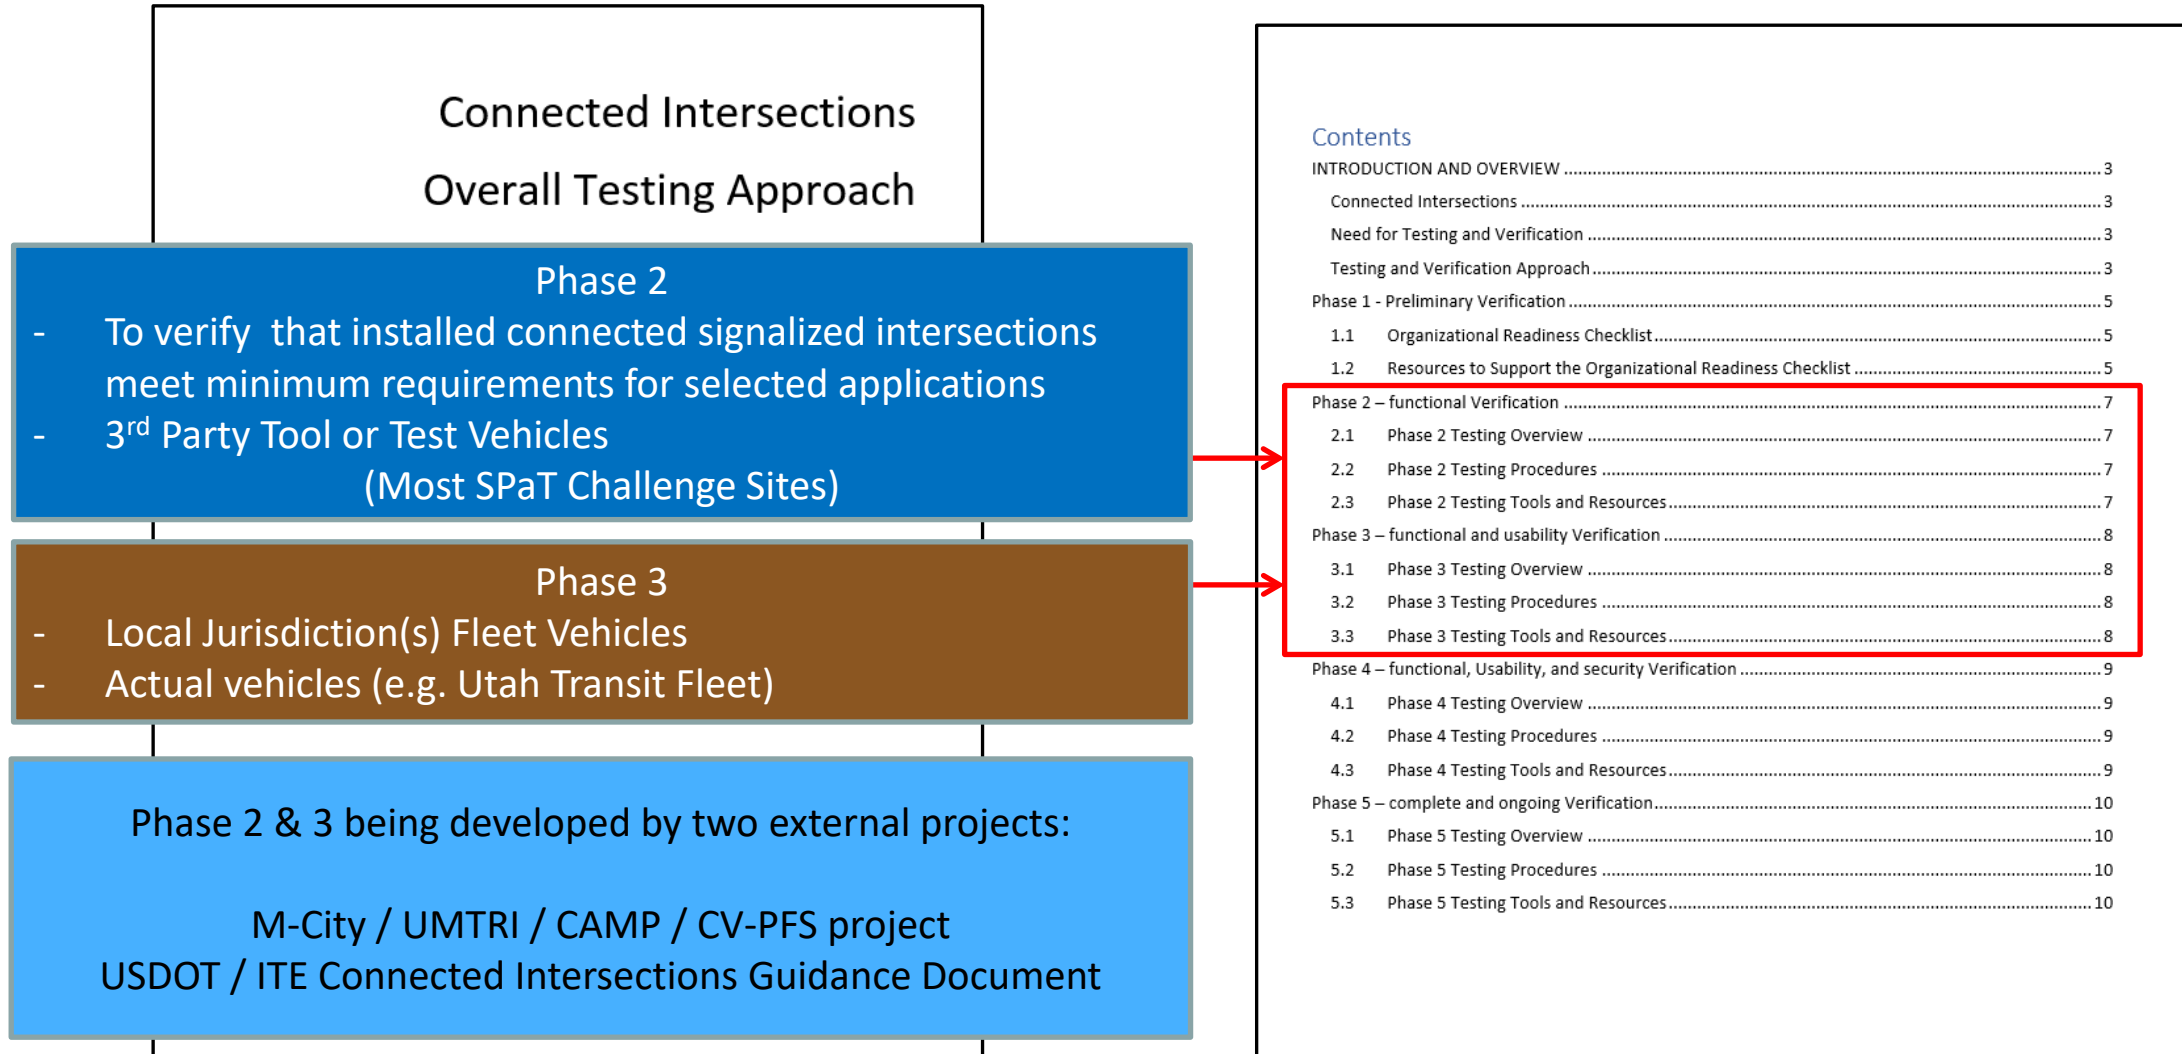 Connected Intersections
Overall Testing Approach
Phase 2
- To verify  that installed connected signalized intersections
meet minimum requirements for selected applications
- 3rd Party Tool or Test Vehicles
(Most SPaT Challenge Sites)
Phase 3
- Local Jurisdiction(s) Fleet Vehicles
- Actual vehicles (e.g. Utah Transit Fleet)
Phase 2 & 3 being developed by two external projects:
M-City / UMTRI / CAMP / CV-PFS project
USDOT / ITE Connected Intersections Guidance Document
Contents
INTRODUCTION AND OVERVIEW ... 3
Connected Intersections ... 3
Need for Testing and Verification ... 3
Testing and Verification Approach ... 3
Phase 1 - Preliminary Verification ... 5
1.1 Organizational Readiness Checklist ... 5
1.2 Resources to Support the Organizational Readiness Checklist ... 5
Phase 2 – functional Verification ... 7
2.1 Phase 2 Testing Overview ... 7
2.2 Phase 2 Testing Procedures ... 7
2.3 Phase 2 Testing Tools and Resources ... 7
Phase 3 – functional and usability Verification ... 8
3.1 Phase 3 Testing Overview ... 8
3.2 Phase 3 Testing Procedures ... 8
3.3 Phase 3 Testing Tools and Resources ... 8
Phase 4 – functional, Usability, and security Verification ... 9
4.1 Phase 4 Testing Overview ... 9
4.2 Phase 4 Testing Procedures ... 9
4.3 Phase 4 Testing Tools and Resources ... 9
Phase 5 – complete and ongoing Verification ... 10
5.1 Phase 5 Testing Overview ... 10
5.2 Phase 5 Testing Procedures ... 10
5.3 Phase 5 Testing Tools and Resources ... 10